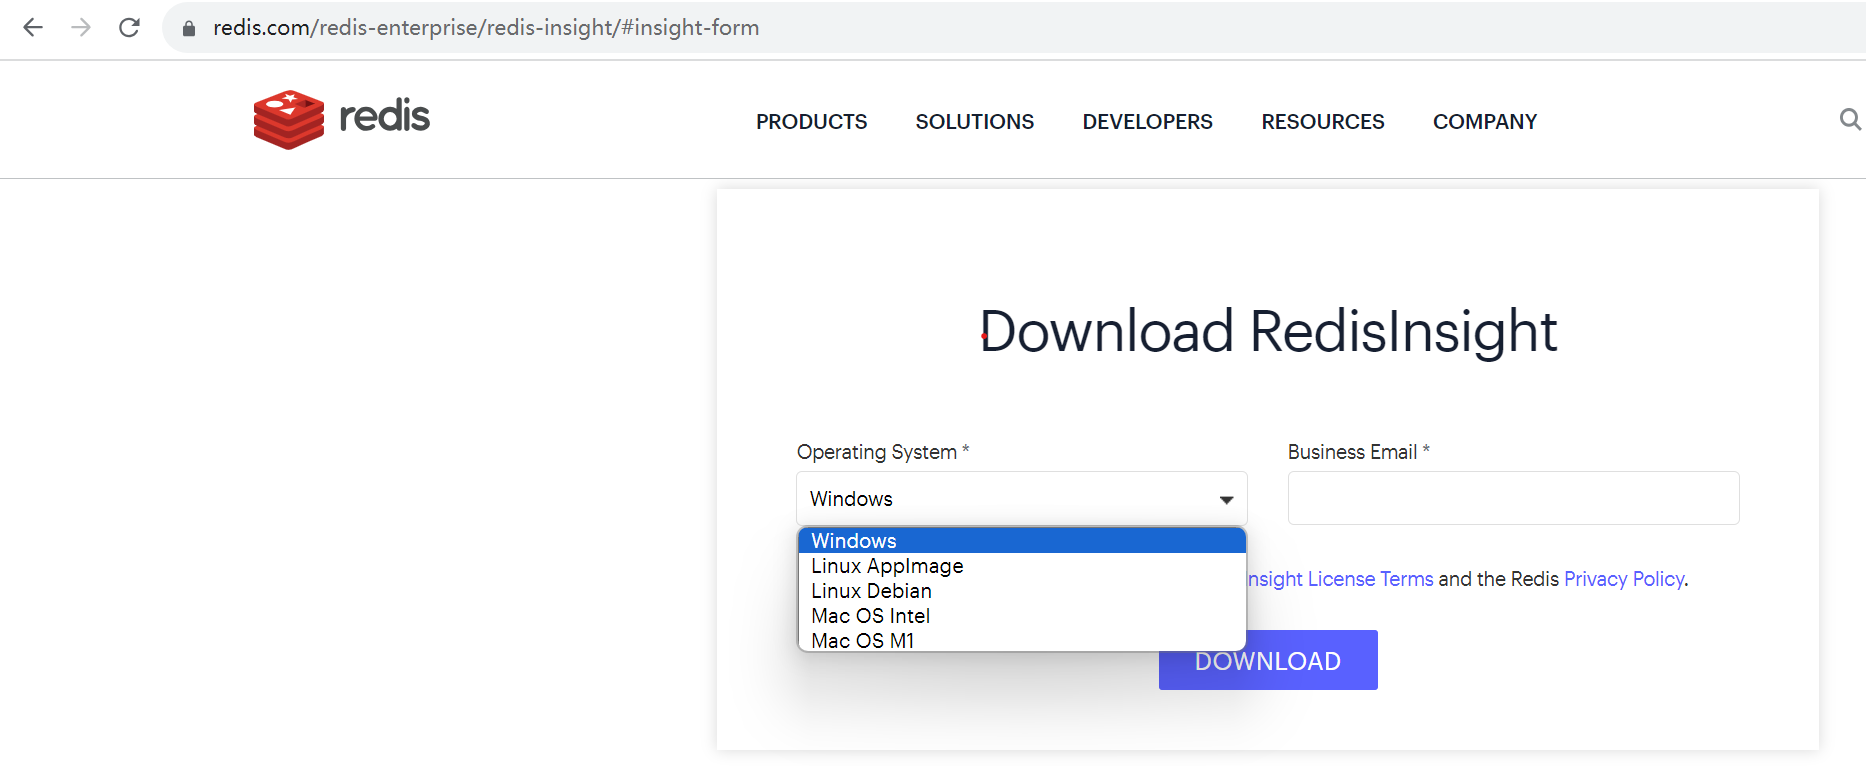 redis.com/redis-enterprise/redis-insight/#insight-form
redis
PRODUCTS SOLUTIONS DEVELOPERS RESOURCES COMPANY
Download RedisInsight
Operating System * Business Email *
Windows
Windows
Linux AppImage
Linux Debian
Mac OS Intel
Mac OS M1
nsight License Terms and the Redis Privacy Policy.
DOWNLOAD